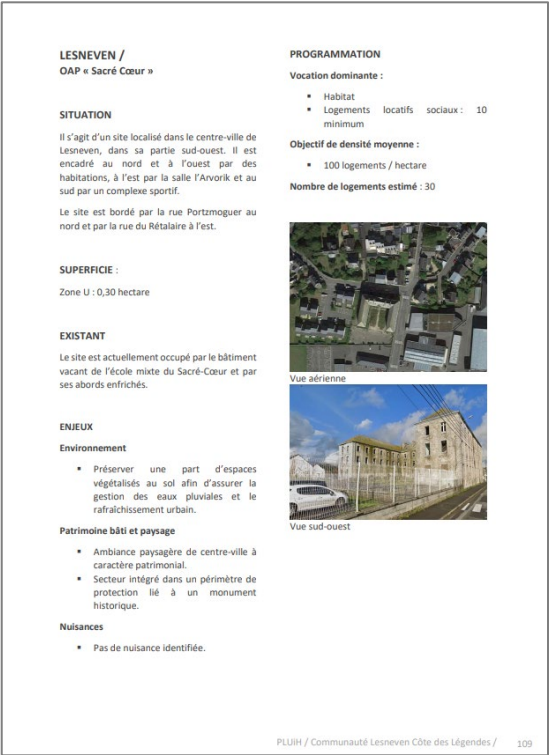 LESNEVEN /
OAP « Sacré Cœur »
SITUATION
Il s'agit d'un site localisé dans le centre-ville de
Lesneven, dans sa partie sud-ouest. Il est
encadré au nord et à l'ouest par des
habitations, à l'est par la salle l'Arvorik et au
sud par un complexe sportif.
Le site est bordé par la rue Portzmoguer au
nord et par la rue du Rétalaire à l'est.
SUPERFICIE :
Zone U : 0,30 hectare
EXISTANT
Le site est actuellement occupé par le bâtiment
vacant de l'école mixte du Sacré-Cœur et par
ses abords enfrichés.
ENJEUX
Environnement
▪ Préserver une part d'espaces
végétalisés au sol afin d'assurer la
gestion des eaux pluviales et le
rafraîchissement urbain.
Patrimoine bâti et paysage
▪ Ambiance paysagère de centre-ville à
caractère patrimonial.
▪ Secteur intégré dans un périmètre de
protection lié à un monument
historique.
Nuisances
▪ Pas de nuisance identifiée.
PROGRAMMATION
Vocation dominante :
▪ Habitat
▪ Logements locatifs sociaux : 10
minimum
Objectif de densité moyenne :
▪ 100 logements / hectare
Nombre de logements estimé : 30
Vue aérienne
Vue sud-ouest
PLUiH / Communauté Lesneven Côte des Légendes / 109